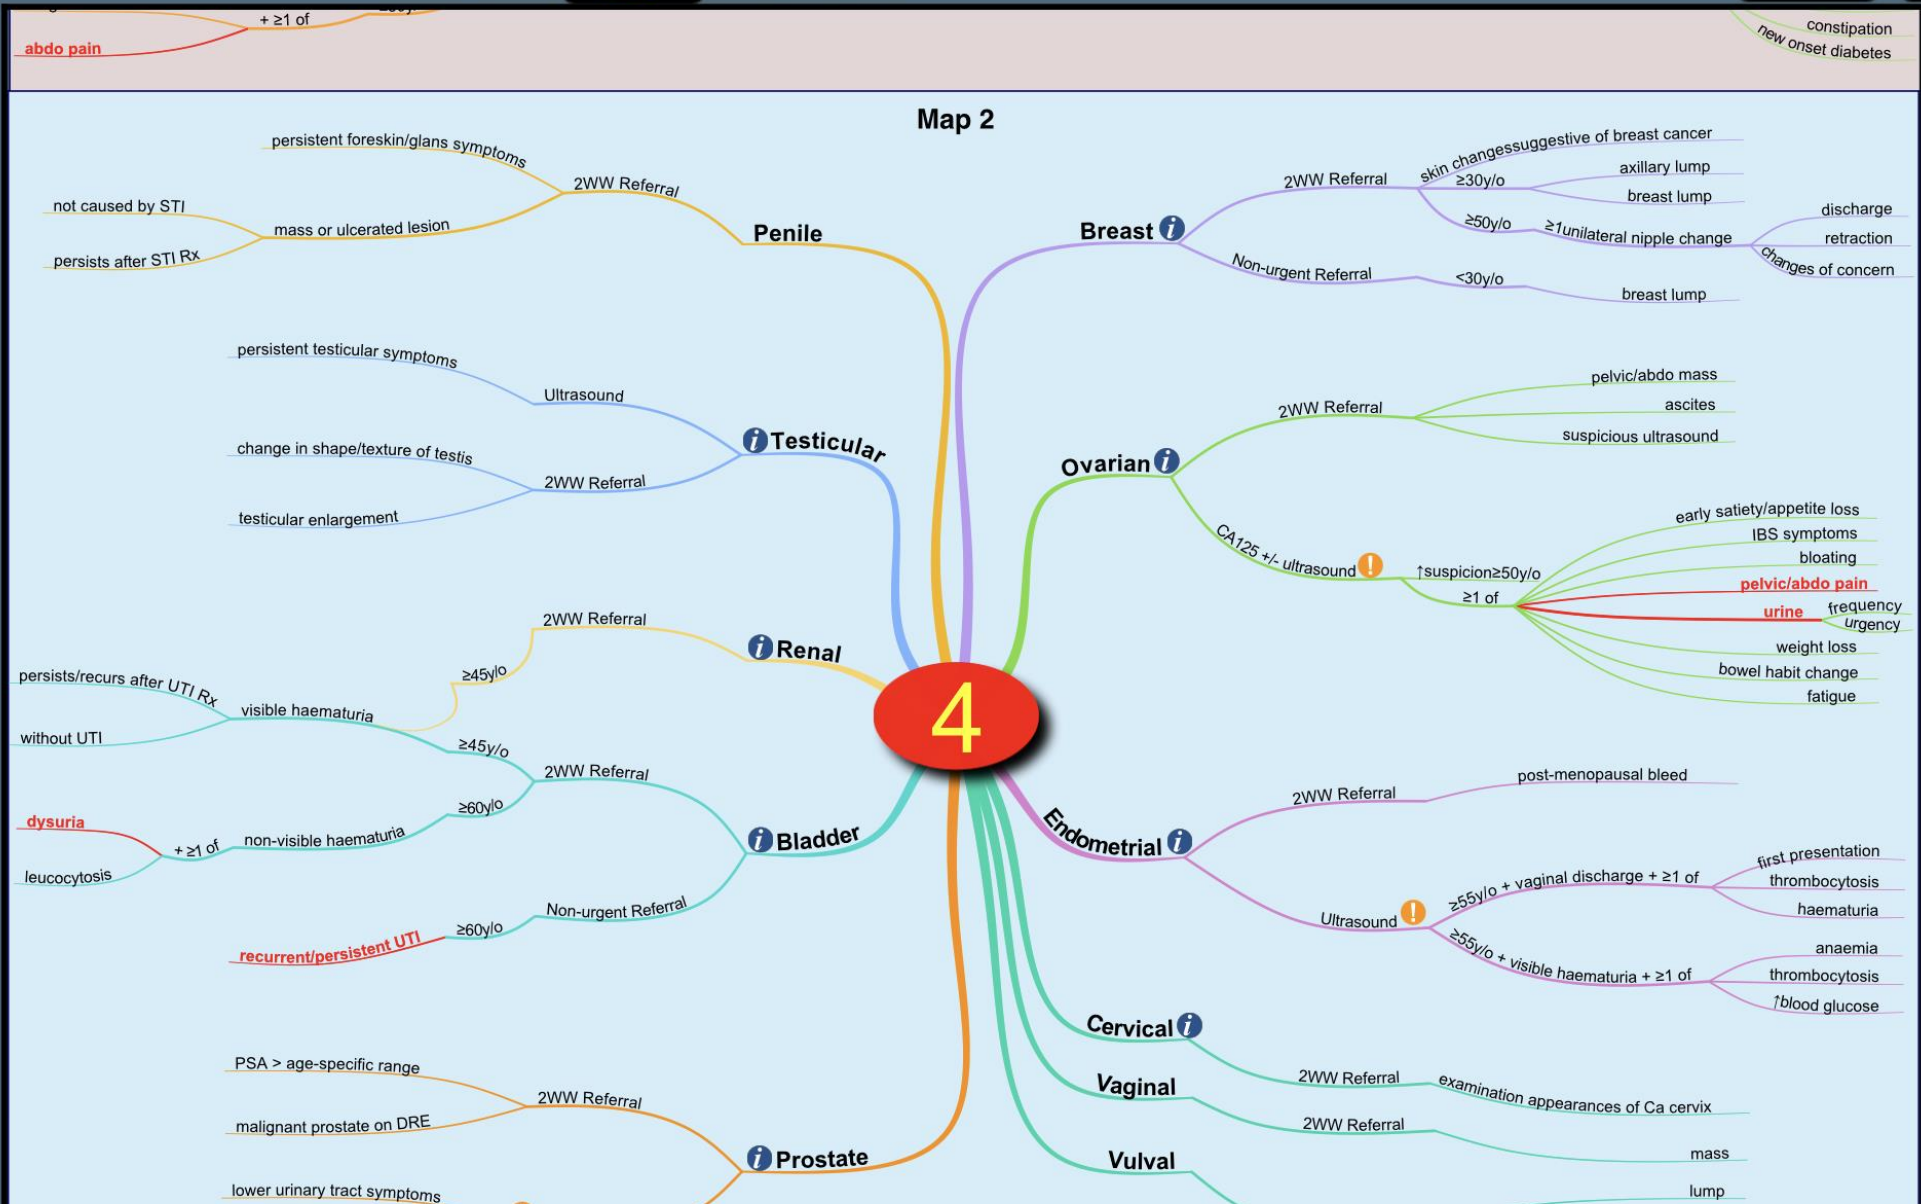 + ≥1 of
abdo pain
constipation
new onset diabetes
Map 2
persistent foreskin/glans symptoms
2WW Referral
not caused by STI
mass or ulcerated lesion
persists after STI Rx
Penile
Breast
2WW Referral
skin changessuggestive of breast cancer
≥30y/o
axillary lump
breast lump
≥50y/o
≥1unilateral nipple change
discharge
retraction
changes of concern
Non-urgent Referral
<30y/o
breast lump
persistent testicular symptoms
Ultrasound
Testicular
change in shape/texture of testis
2WW Referral
testicular enlargement
Ovarian
2WW Referral
pelvic/abdo mass
ascites
suspicious ultrasound
CA125 +/- ultrasound
↑suspicion≥50y/o
≥1 of
early satiety/appetite loss
IBS symptoms
bloating
pelvic/abdo pain
urine
frequency
urgency
weight loss
bowel habit change
fatigue
2WW Referral
Renal
≥45y/o
persists/recurs after UTI Rx
visible haematuria
without UTI
≥45y/o
2WW Referral
≥60y/o
dysuria
+ ≥1 of
non-visible haematuria
leucocytosis
Bladder
Non-urgent Referral
≥60y/o
recurrent/persistent UTI
4
Endometrial
2WW Referral
post-menopausal bleed
Ultrasound
≥55y/o + vaginal discharge + ≥1 of
first presentation
thrombocytosis
haematuria
≥55y/o + visible haematuria + ≥1 of
anaemia
thrombocytosis
↑blood glucose
Cervical
2WW Referral
examination appearances of Ca cervix
Vaginal
2WW Referral
mass
Vulval
lump
PSA > age-specific range
2WW Referral
malignant prostate on DRE
Prostate
lower urinary tract symptoms